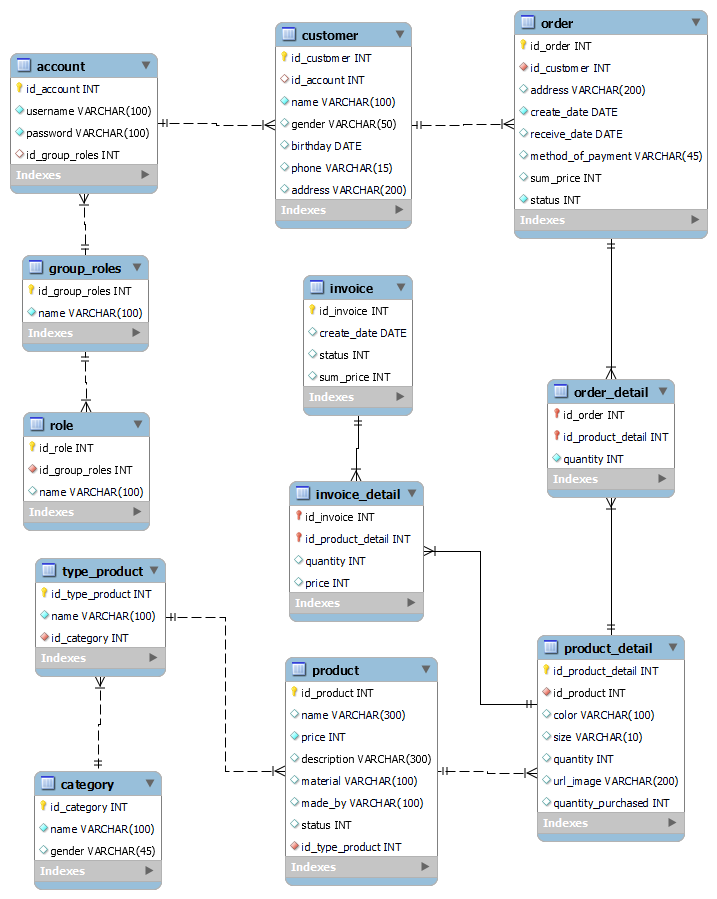 account
id_account INT
username VARCHAR(100)
password VARCHAR(100)
id_group_roles INT
Indexes
customer
id_customer INT
id_account INT
name VARCHAR(100)
gender VARCHAR(50)
birthday DATE
phone VARCHAR(15)
address VARCHAR(200)
Indexes
order
id_order INT
id_customer INT
address VARCHAR(200)
create_date DATE
receive_date DATE
method_of_payment VARCHAR(45)
sum_price INT
status INT
Indexes
group_roles
id_group_roles INT
name VARCHAR(100)
Indexes
invoice
id_invoice INT
create_date DATE
status INT
sum_price INT
Indexes
order_detail
id_order INT
id_product_detail INT
quantity INT
Indexes
role
id_role INT
id_group_roles INT
name VARCHAR(100)
Indexes
invoice_detail
id_invoice INT
id_product_detail INT
quantity INT
price INT
Indexes
type_product
id_type_product INT
name VARCHAR(100)
id_category INT
Indexes
product
id_product INT
name VARCHAR(300)
price INT
description VARCHAR(300)
material VARCHAR(100)
made_by VARCHAR(100)
status INT
id_type_product INT
Indexes
product_detail
id_product_detail INT
id_product INT
color VARCHAR(100)
size VARCHAR(10)
quantity INT
url_image VARCHAR(200)
quantity_purchased INT
Indexes
category
id_category INT
name VARCHAR(100)
gender VARCHAR(45)
Indexes